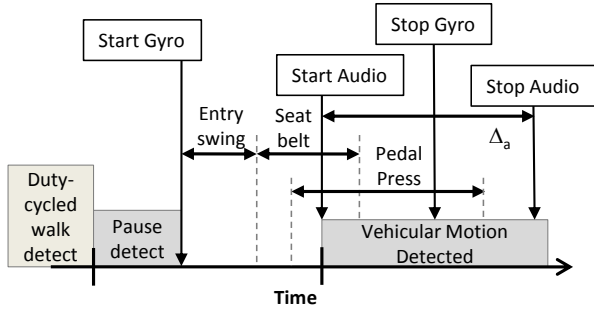 Stop Gyro
Start Gyro
Start Audio
Stop Audio
Entry
swing
Seat
belt
Δa
Pedal
Press
Duty-
cycled
walk
detect
Pause
detect
Vehicular Motion
Detected
Time